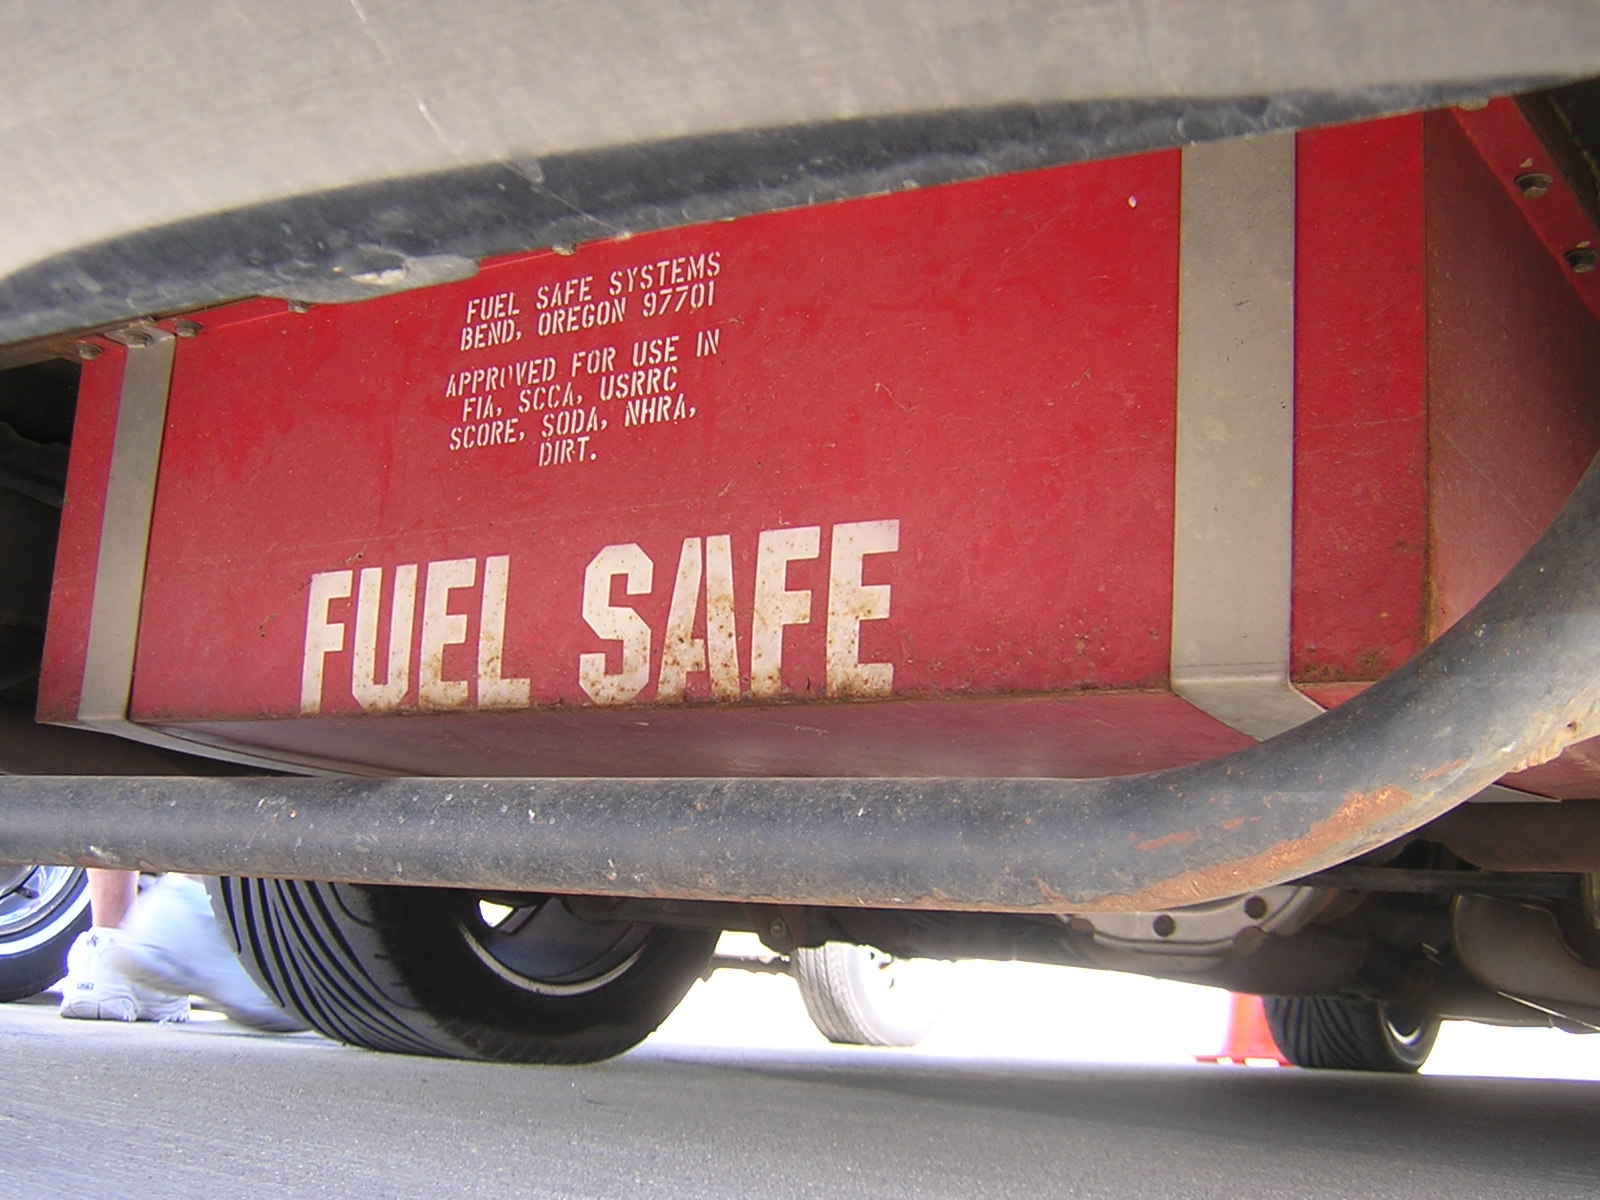 FUEL SAFE SYSTEMS
BEND, OREGON 97701
APPROVED FOR USE IN
FIA, SCCA, USRRC
SCORE, SODA, NHRA,
DIRT.
FUEL SAFE